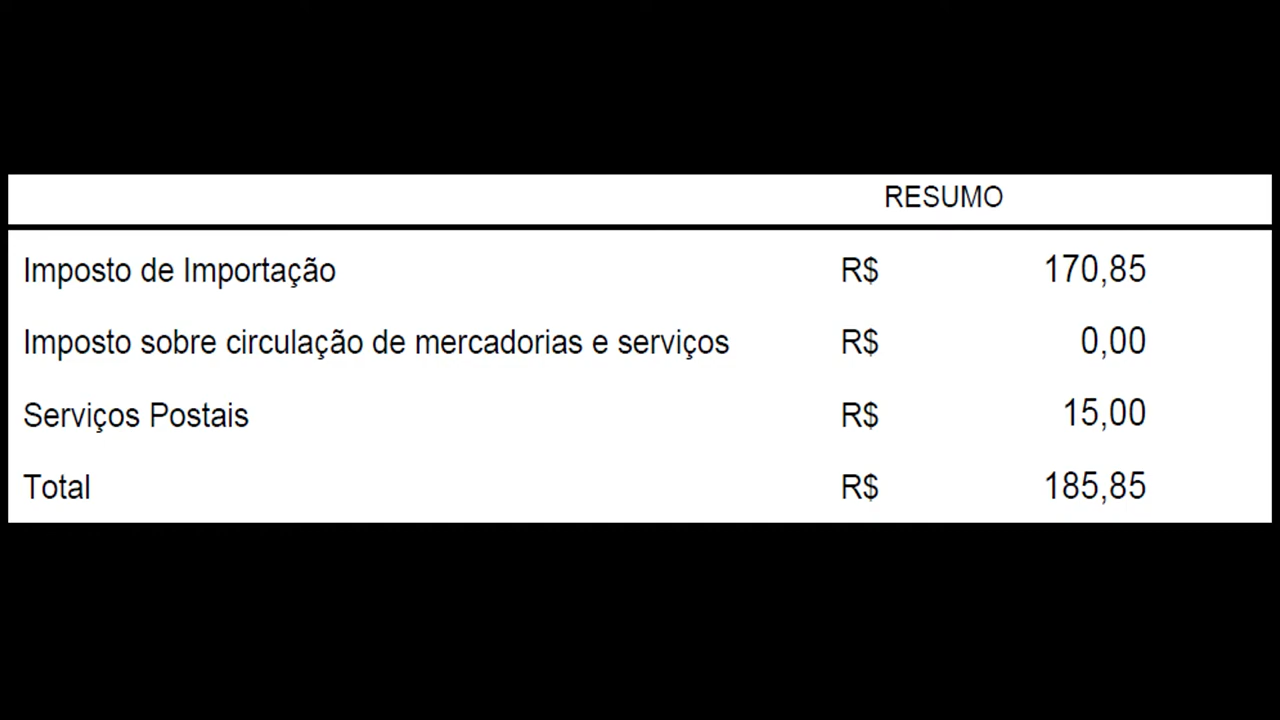 RESUMO
Imposto de Importação R$ 170,85
Imposto sobre circulação de mercadorias e serviços R$ 0,00
Serviços Postais R$ 15,00
Total R$ 185,85